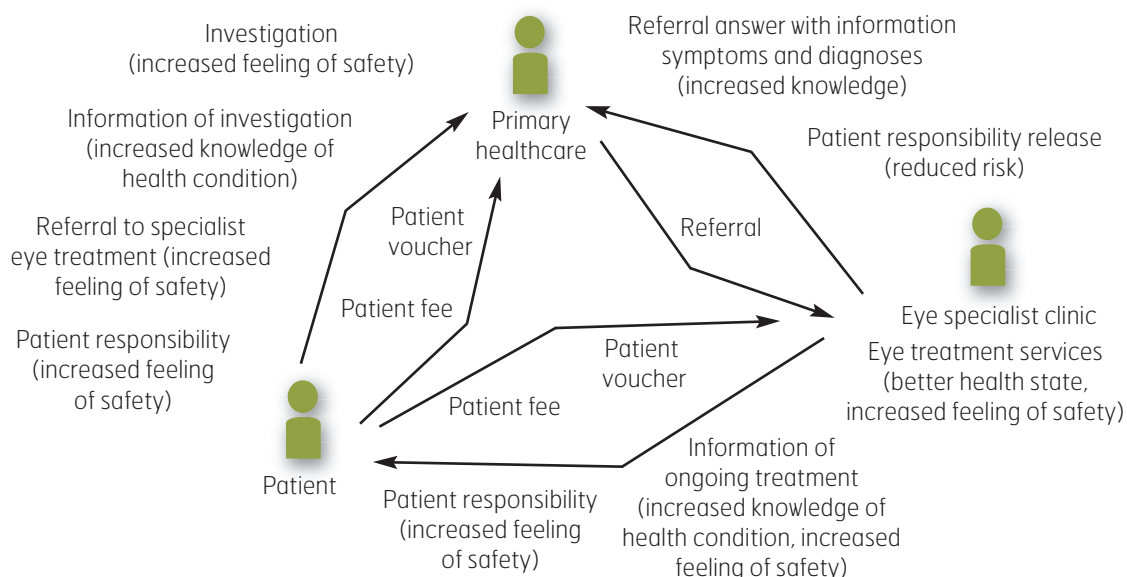 Investigation
(increased feeling of safety)
Information of investigation
(increased knowledge of
health condition)
Referral to specialist
eye treatment (increased
feeling of safety)
Patient responsibility
(increased feeling
of safety)
Primary
healthcare
Referral answer with information
symptoms and diagnoses
(increased knowledge)
Patient responsibility release
(reduced risk)
Patient
voucher
Patient fee
Referral
Patient
voucher
Patient fee
Eye specialist clinic
Eye treatment services
(better health state,
increased feeling of safety)
Patient
Patient responsibility
(increased feeling
of safety)
Information of
ongoing treatment
(increased knowledge of
health condition, increased
feeling of safety)